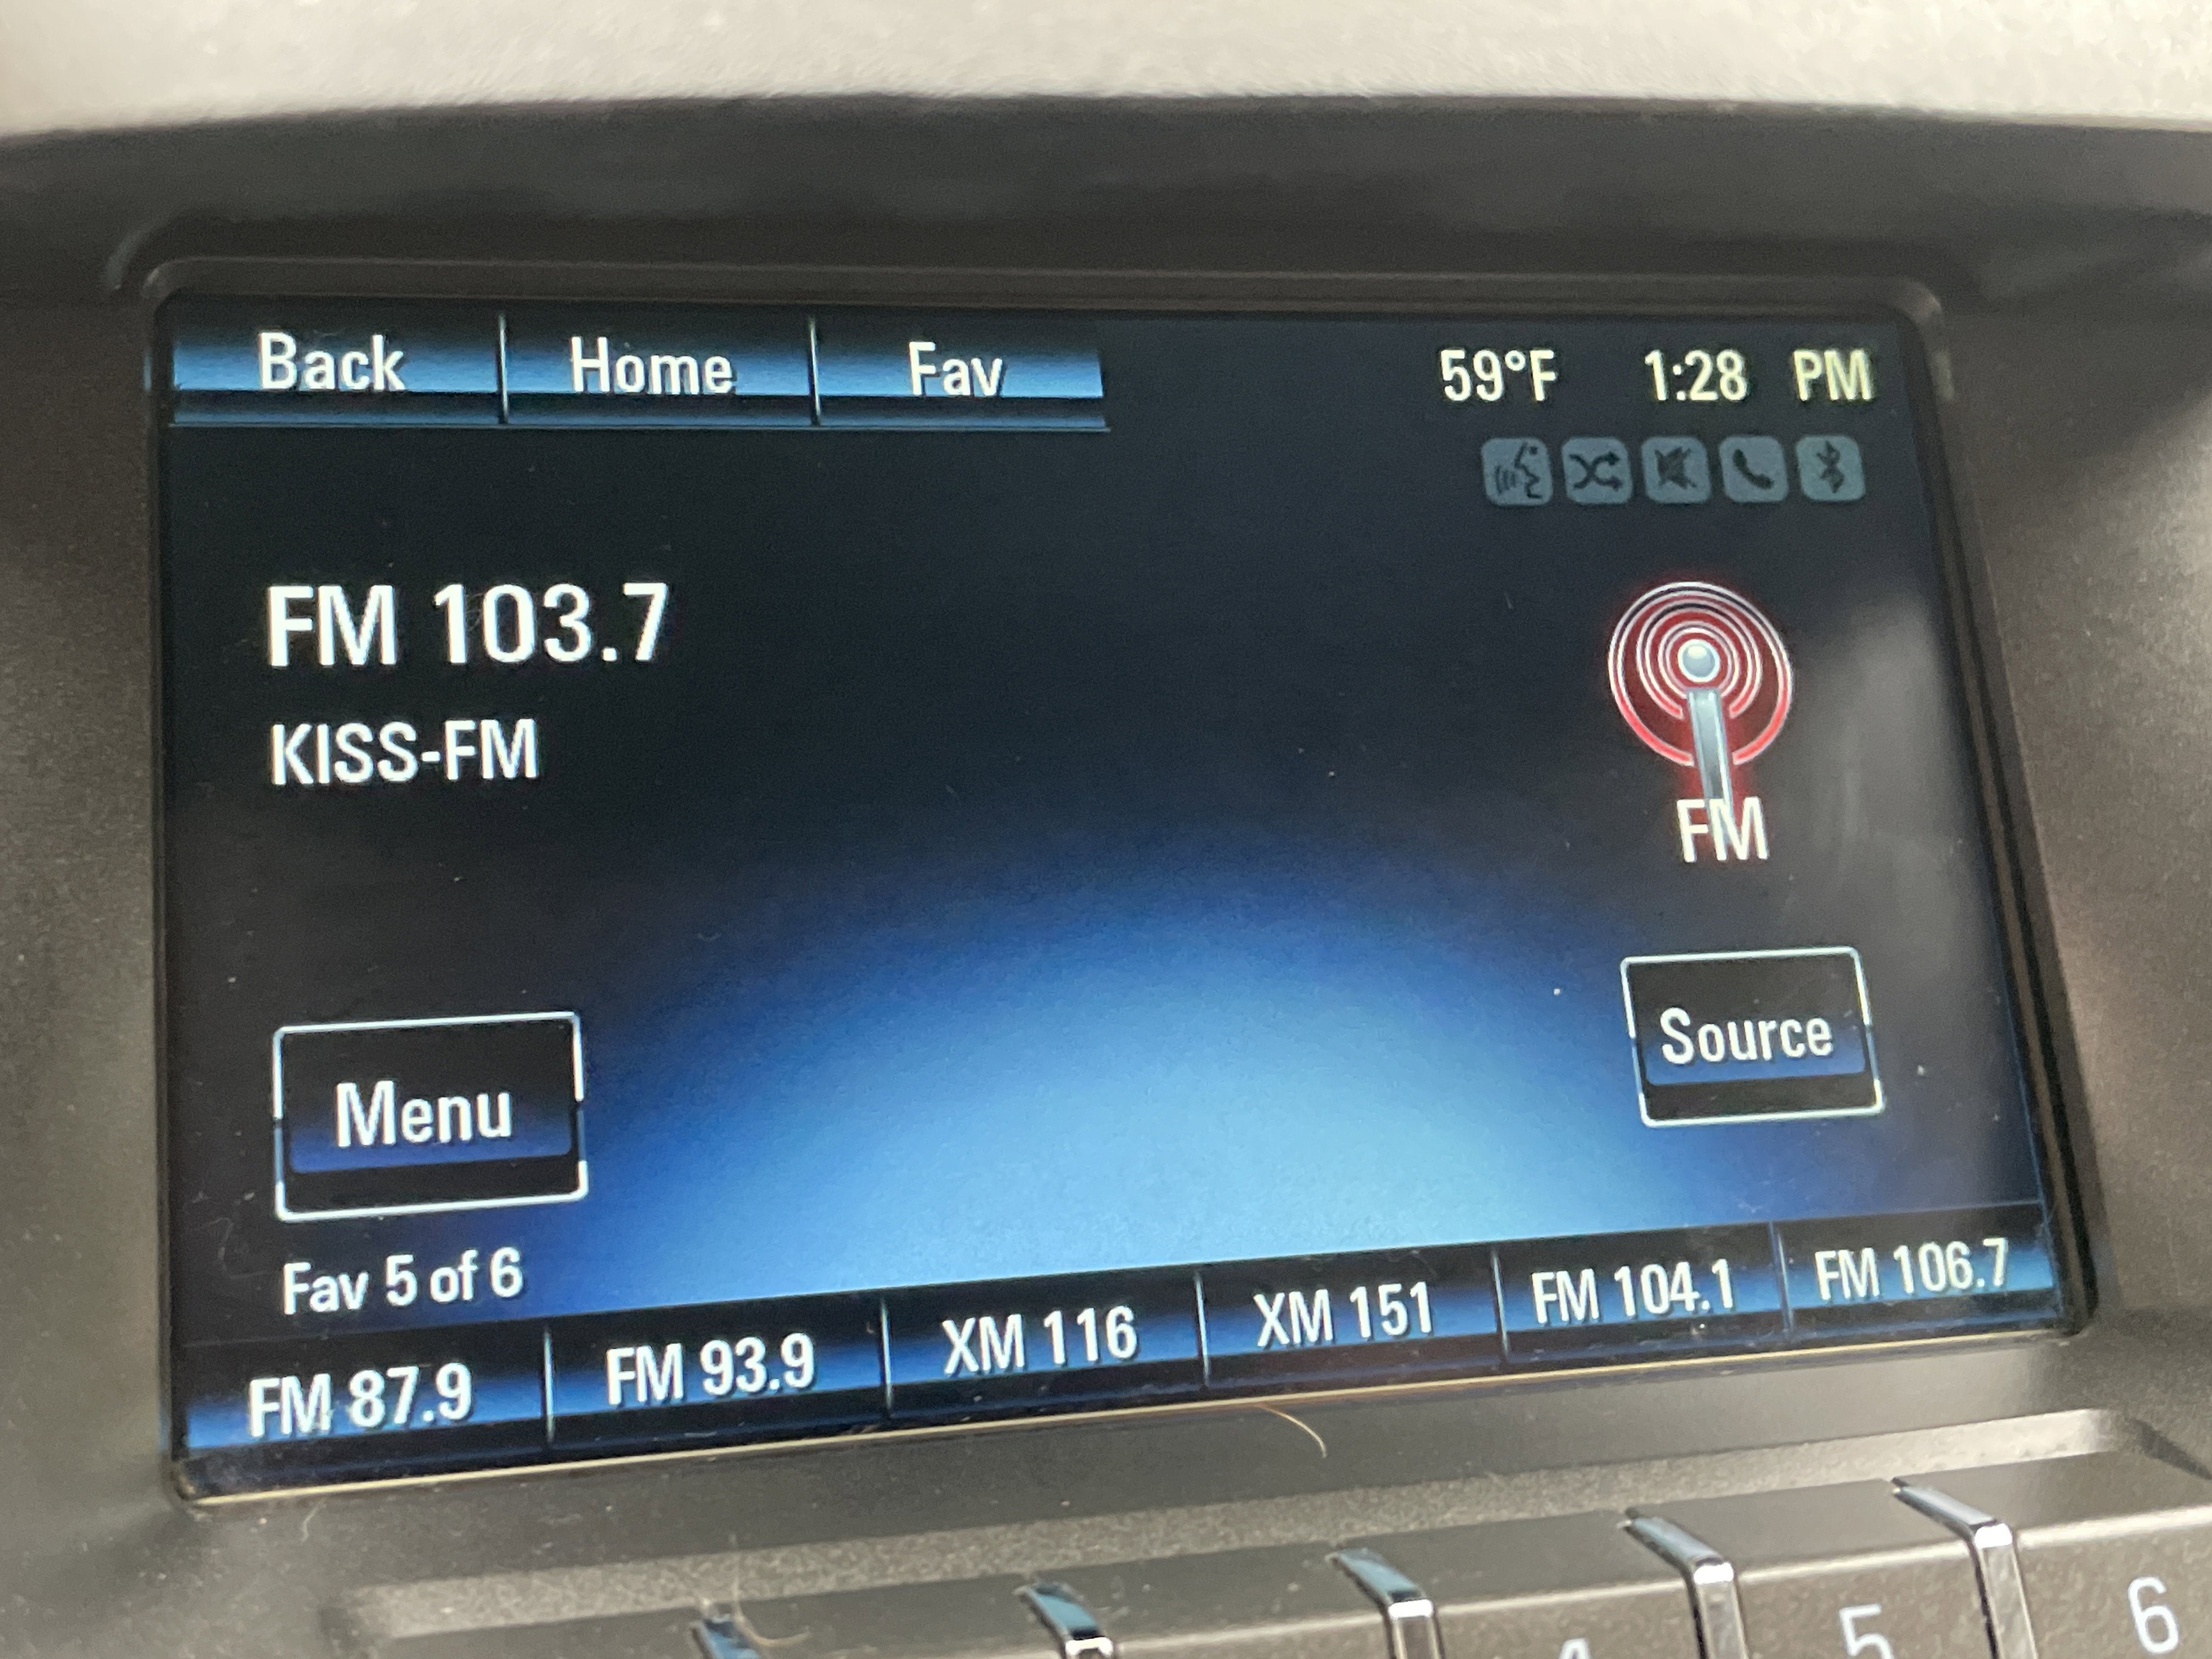 Back Home Fav 59°F 1:28 PM
FM 103.7
KISS-FM
FM
Menu
Source
Fav 5 of 6
FM 87.9 FM 93.9 XM 116 XM 151 FM 104.1 FM 106.7
4 5 6